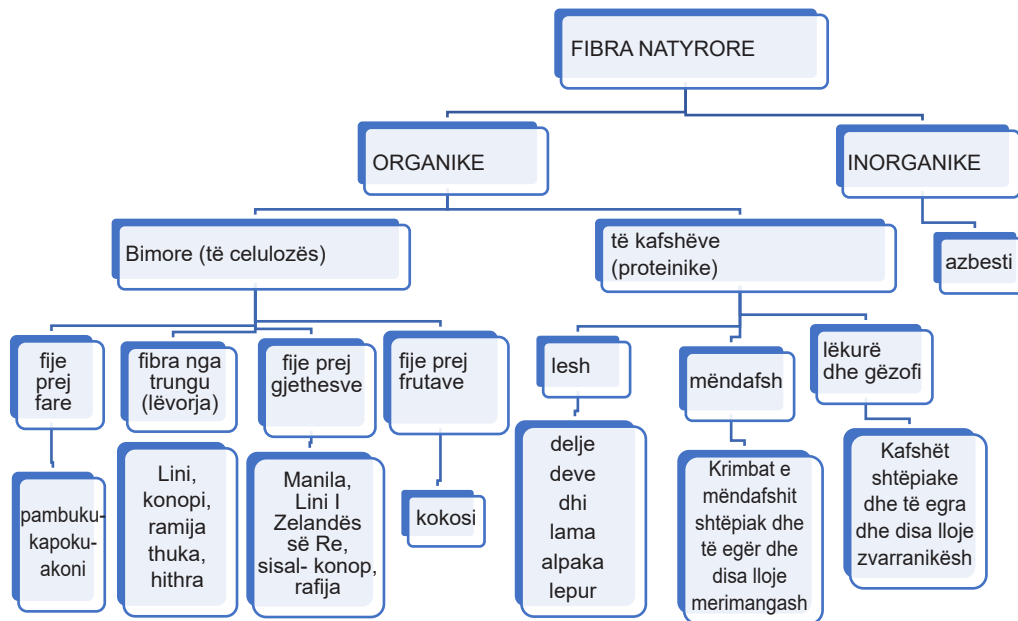 FIBRA NATYRORE
ORGANIKE
INORGANIKE
Bimore (të celulozës)
të kafshëve
(proteinike)
azbesti
fije
prej
fare
fibra nga
trungu
(lëvorja)
fije prej
gjethesve
fije prej
frutave
lesh
mëndafsh
lëkurë
dhe gëzofi
pambuku-
kapoku-
akoni
Lini,
konopi,
ramija
thuka,
hithra
Manila,
Lini I
Zelandës
së Re,
sisal- konop,
rafija
kokosi
delje
deve
dhi
lama
alpaka
lepur
Krimbat e
mëndafshit
shtëpiak dhe
të egër dhe
disa lloje
merimangash
Kafshët
shtëpiake
dhe të egra
dhe disa lloje
zvarranikësh